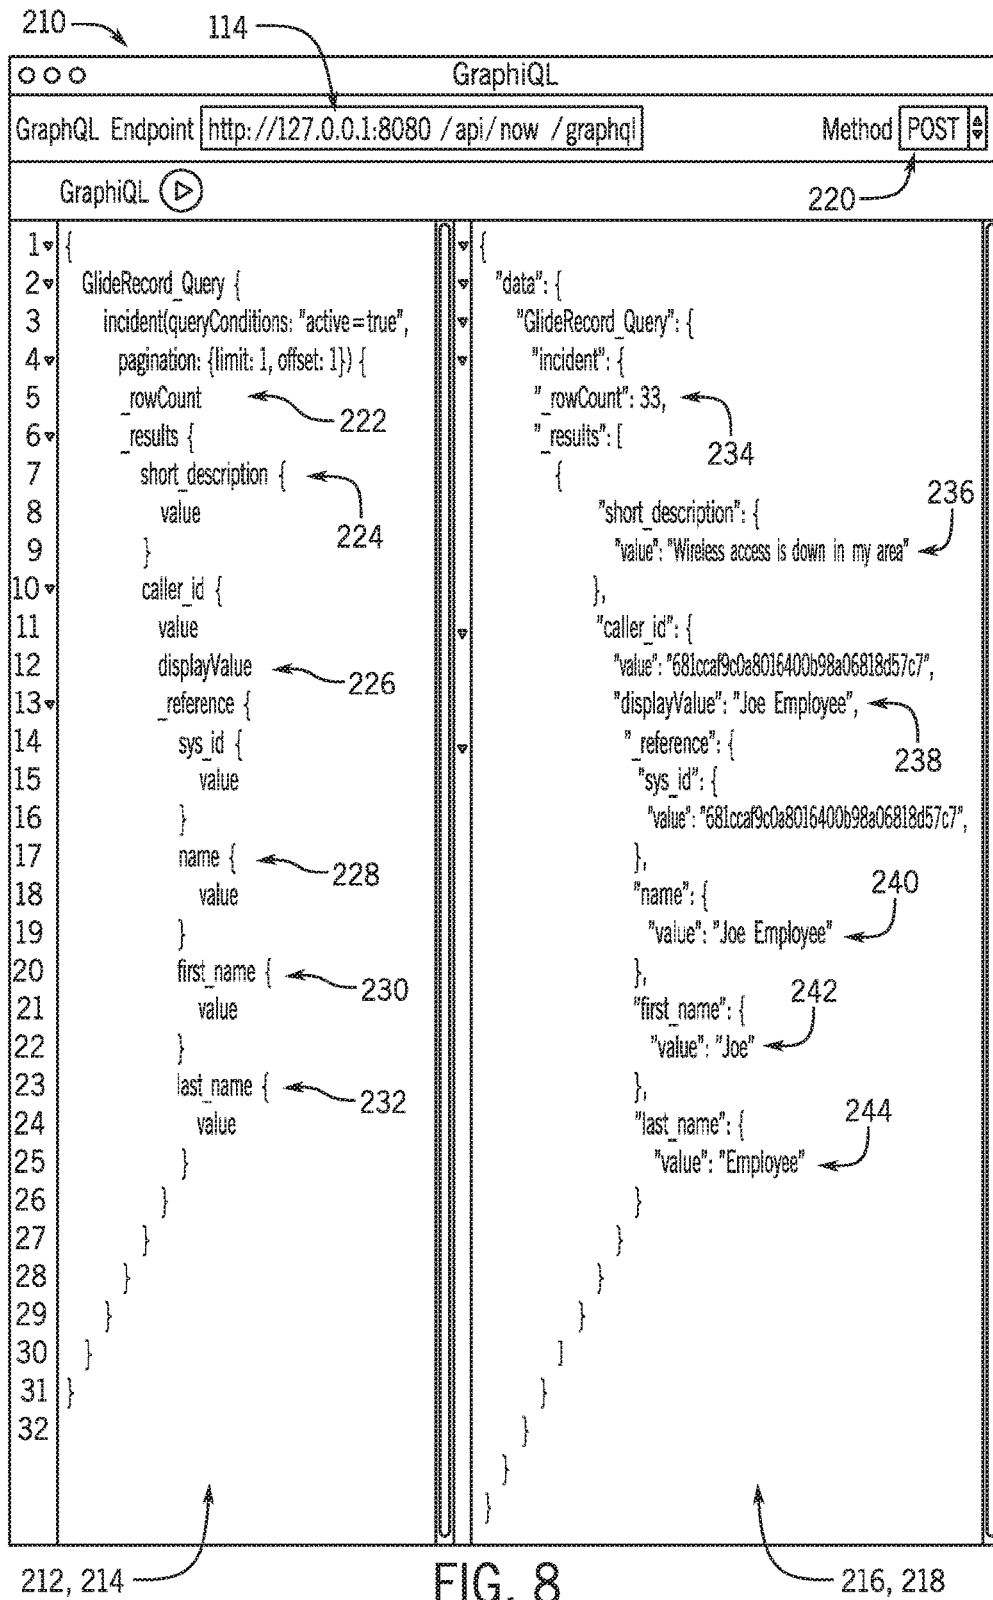 210
114
GraphiQL
GraphQL Endpoint http://127.0.0.1:8080 /api/now /graphql Method POST
GraphiQL
220
1 {
2 GlideRecord_Query {
3 incident(queryConditions: "active=true",
4 pagination: {limit: 1, offset: 1}) {
5 _rowCount
222
6 _results {
7 short_description {
224
8 value
9 }
10 caller_id {
11 value
12 displayValue
226
13 _reference {
14 sys_id {
15 value
16 }
17 name {
228
18 value
19 }
20 first_name {
230
21 value
22 }
23 last_name {
232
24 value
25 }
26 }
27 }
28 }
29 }
30 }
31 }
32
{
"data": {
"GlideRecord_Query": {
"incident": {
"_rowCount": 33,
234
"_results": [
{
236
"short_description": {
"value": "Wireless access is down in my area"
},
"caller_id": {
"value": "681ccaf9c0a8016400b98a06818d57c7",
"displayValue": "Joe Employee",
238
"_reference": {
"sys_id": {
"value": "681ccaf9c0a8016400b98a06818d57c7",
},
240
"name": {
"value": "Joe Employee"
},
242
"first_name": {
"value": "Joe"
},
244
"last_name": {
"value": "Employee"
}
}
}
}
]
}
}
}
}
212, 214
FIG. 8
216, 218